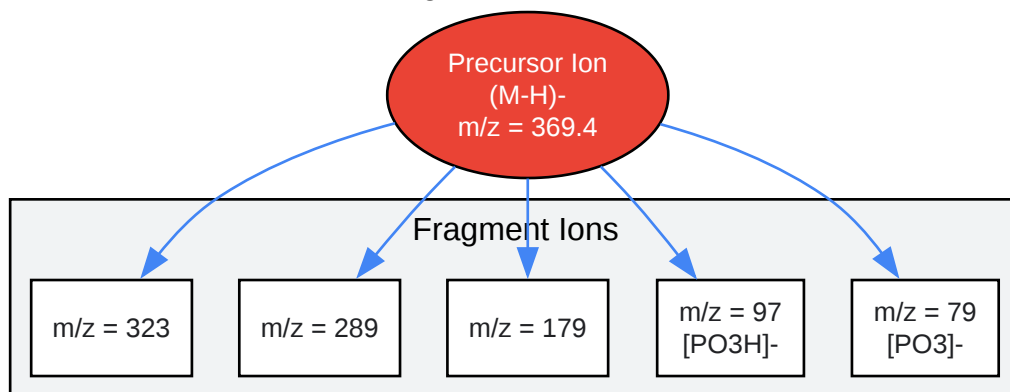 Precursor Ion
(M-H)-
m/z = 369.4
Fragment Ions
m/z = 323
m/z = 289
m/z = 179
m/z = 97
[PO3H]-
m/z = 79
[PO3]-